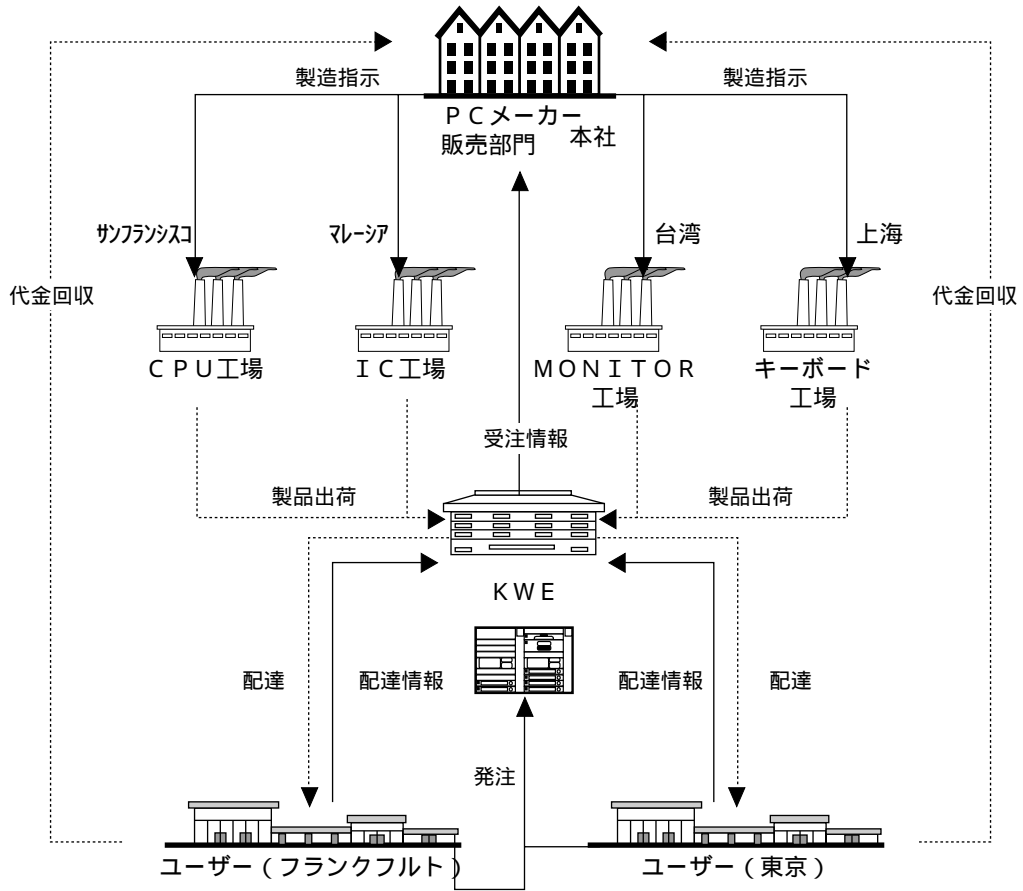 製造指示
製造指示
ＰＣメーカー
販売部門 本社
ｻﾝﾌﾗﾝｼｽｺ
ﾏﾚｰｼｱ
台湾
上海
代金回収
代金回収
ＣＰＵ工場
ＩＣ工場
ＭＯＮＩＴＯＲ
工場
キーボード
工場
受注情報
製品出荷
製品出荷
ＫＷＥ
配達
配達情報
配達情報
配達
発注
ユーザー（フランクフルト）
ユーザー（東京）